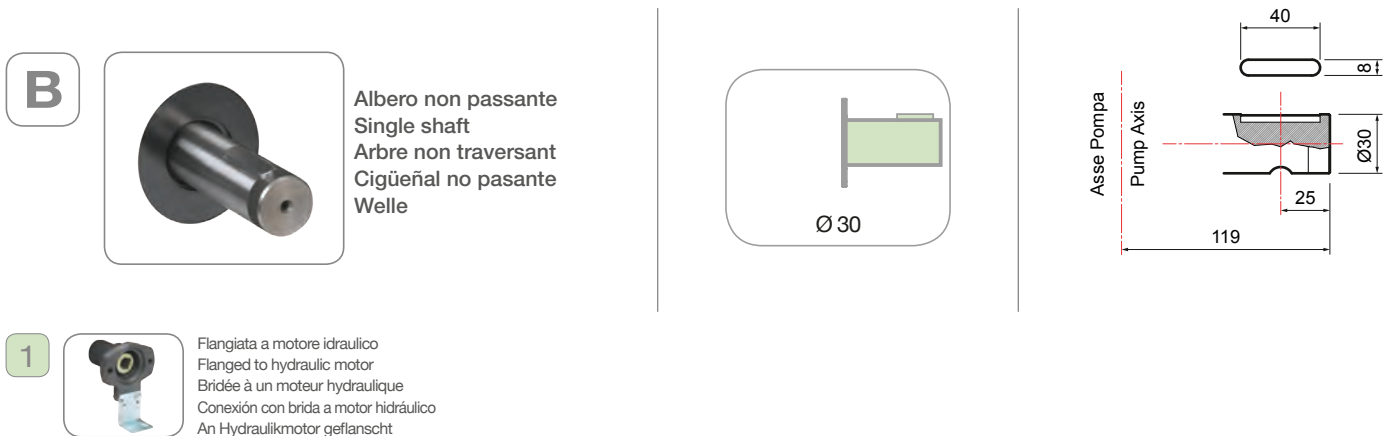 B
Albero non passante
Single shaft
Arbre non traversant
Cigüeñal no pasante
Welle
Ø 30
40
8
Asse Pompa
Pump Axis
Ø30
25
119
1
Flangiata a motore idraulico
Flanged to hydraulic motor
Bridée à un moteur hydraulique
Conexión con brida a motor hidráulico
An Hydraulikmotor geflanscht